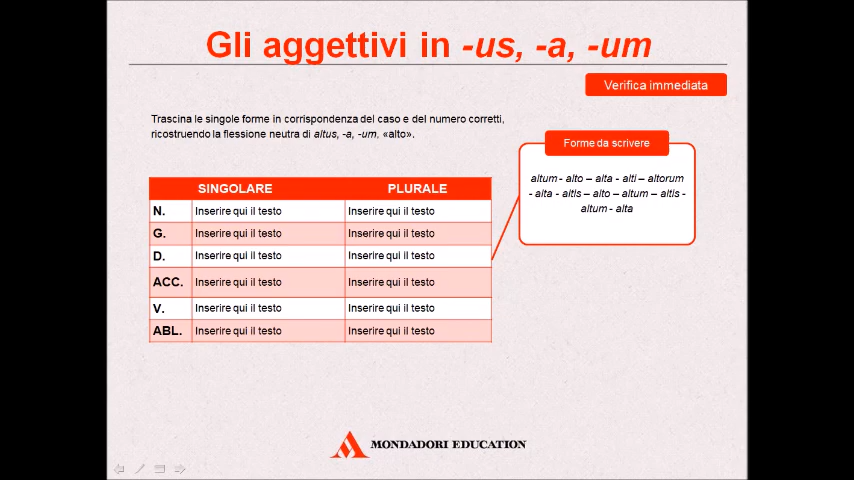 Gli aggettivi in -us, -a, -um
Verifica immediata
Trascina le singole forme in corrispondenza del caso e del numero corretti,
ricostruendo la flessione neutra di altus, -a, -um, «alto».
Forme da scrivere
altum - alto – alta - alti – altorum
- alta - altis – alto – altum – altis -
altum - alta
SINGOLARE PLURALE
N. Inserire qui il testo Inserire qui il testo
G. Inserire qui il testo Inserire qui il testo
D. Inserire qui il testo Inserire qui il testo
ACC. Inserire qui il testo Inserire qui il testo
V. Inserire qui il testo Inserire qui il testo
ABL. Inserire qui il testo Inserire qui il testo
MONDADORI EDUCATION